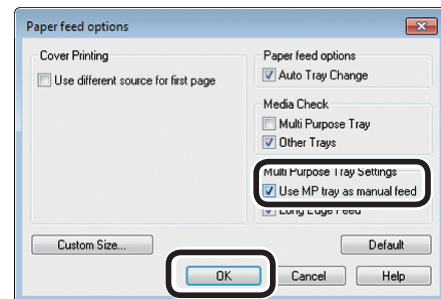 Paper feed options
Cover Printing
Use different source for first page
Paper feed options
Auto Tray Change
Media Check
Multi Purpose Tray
Other Trays
Multi Purpose Tray Settings
Use MP tray as manual feed
Long Edge Feed
Custom Size...
Default
OK
Cancel
Help